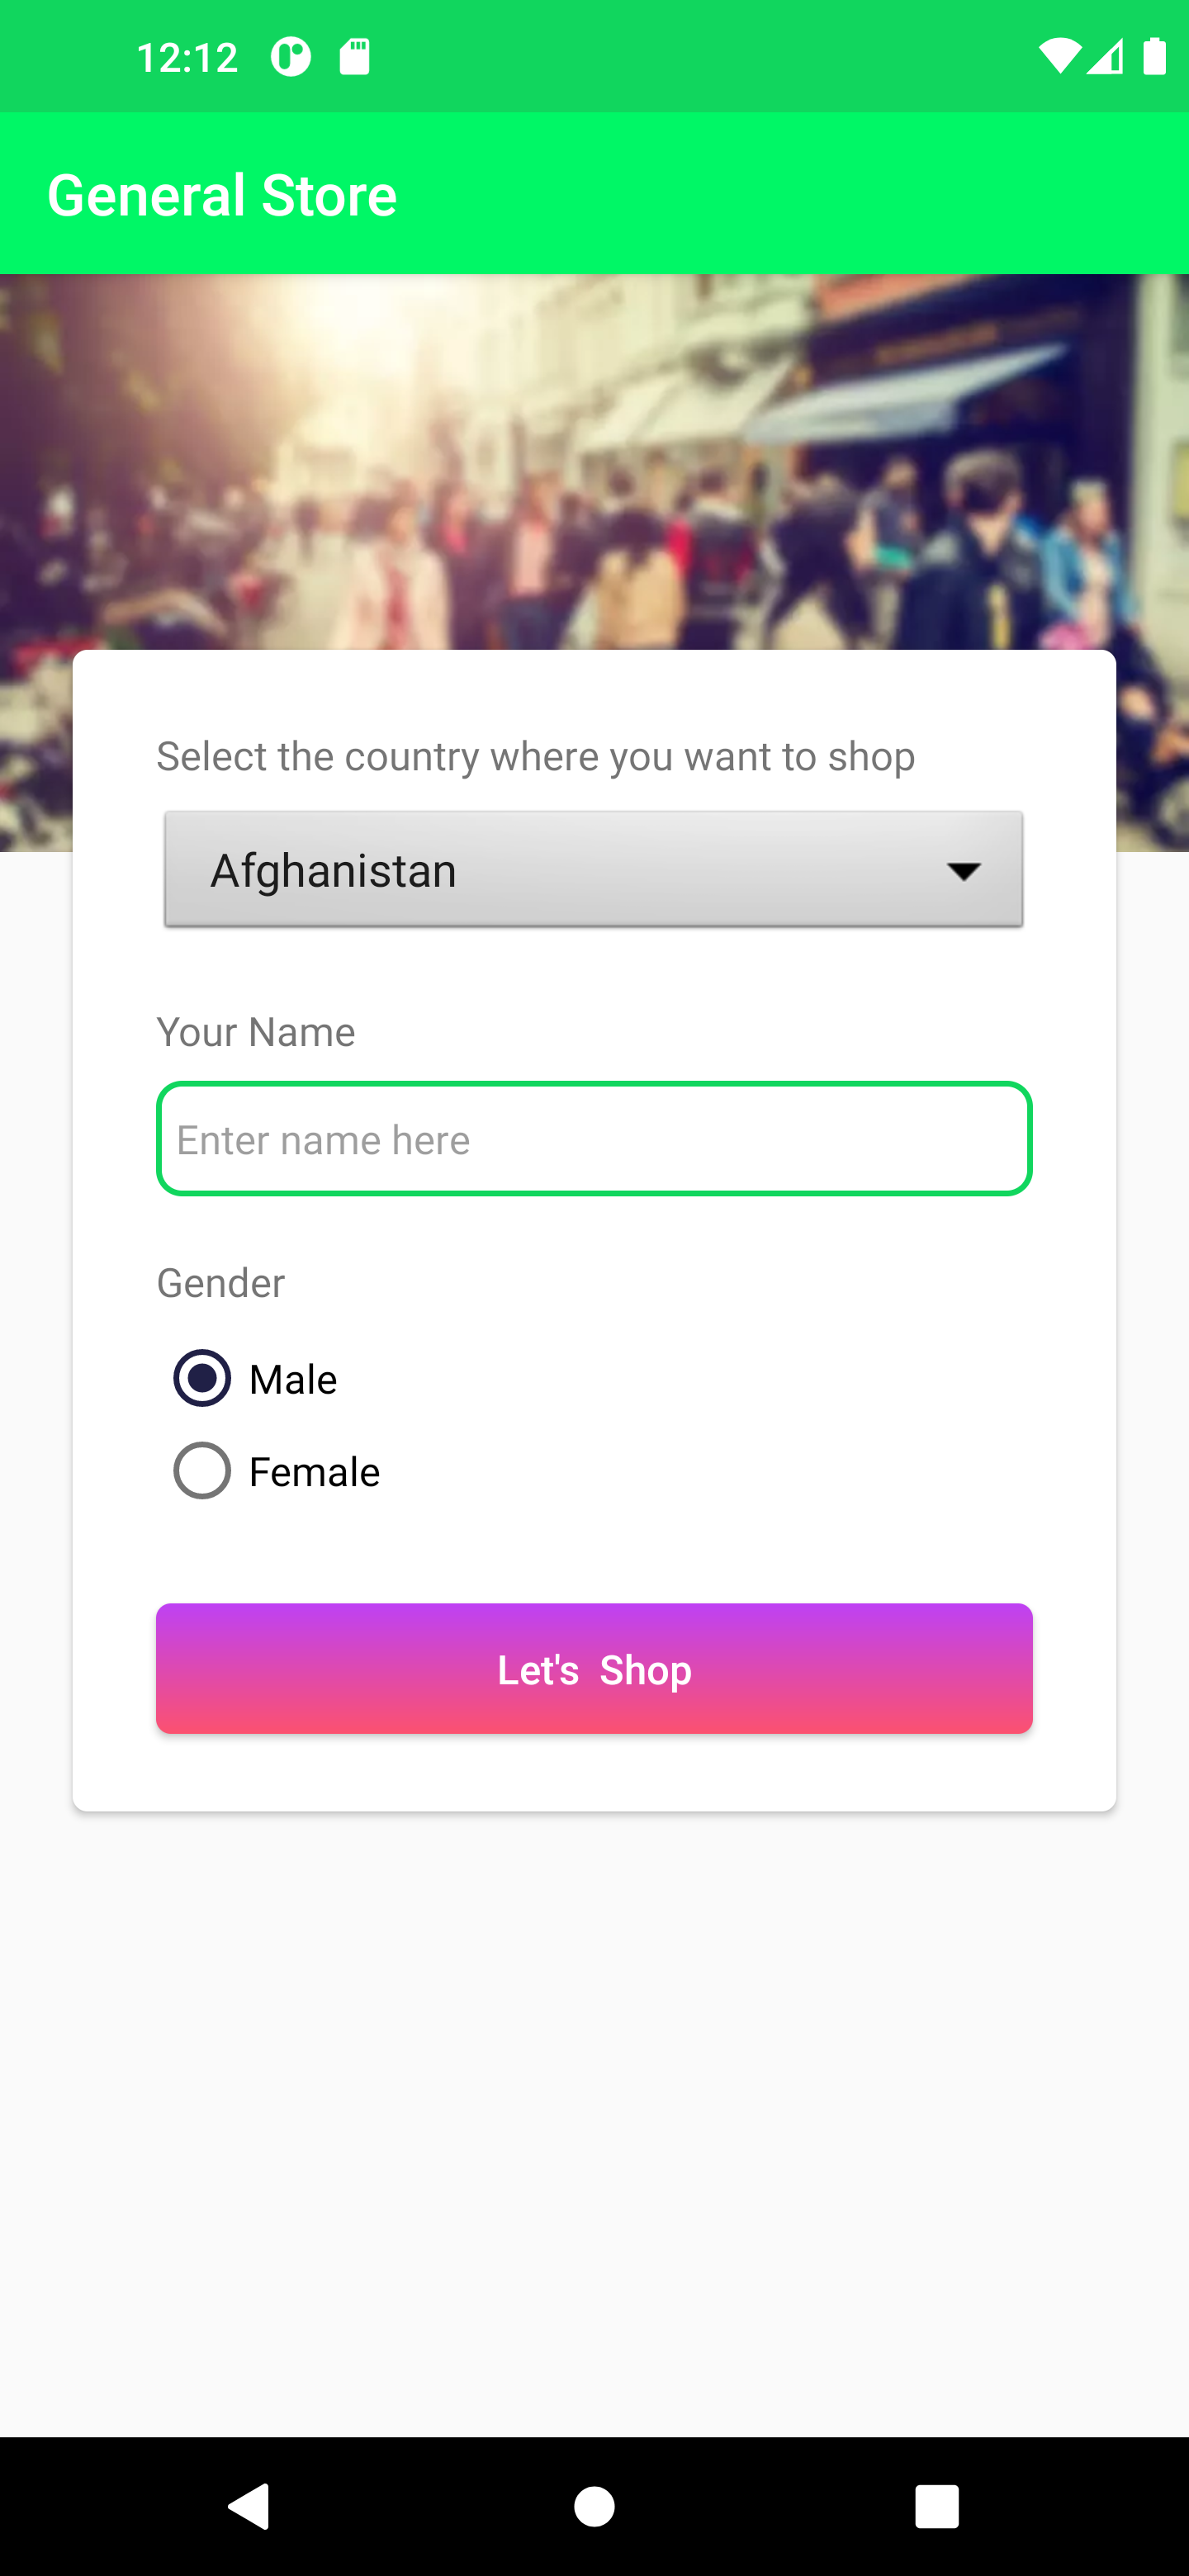 12:12
General Store
Select the country where you want to shop
Afghanistan
Your Name
Enter name here
Gender
Male
Female
Let's  Shop